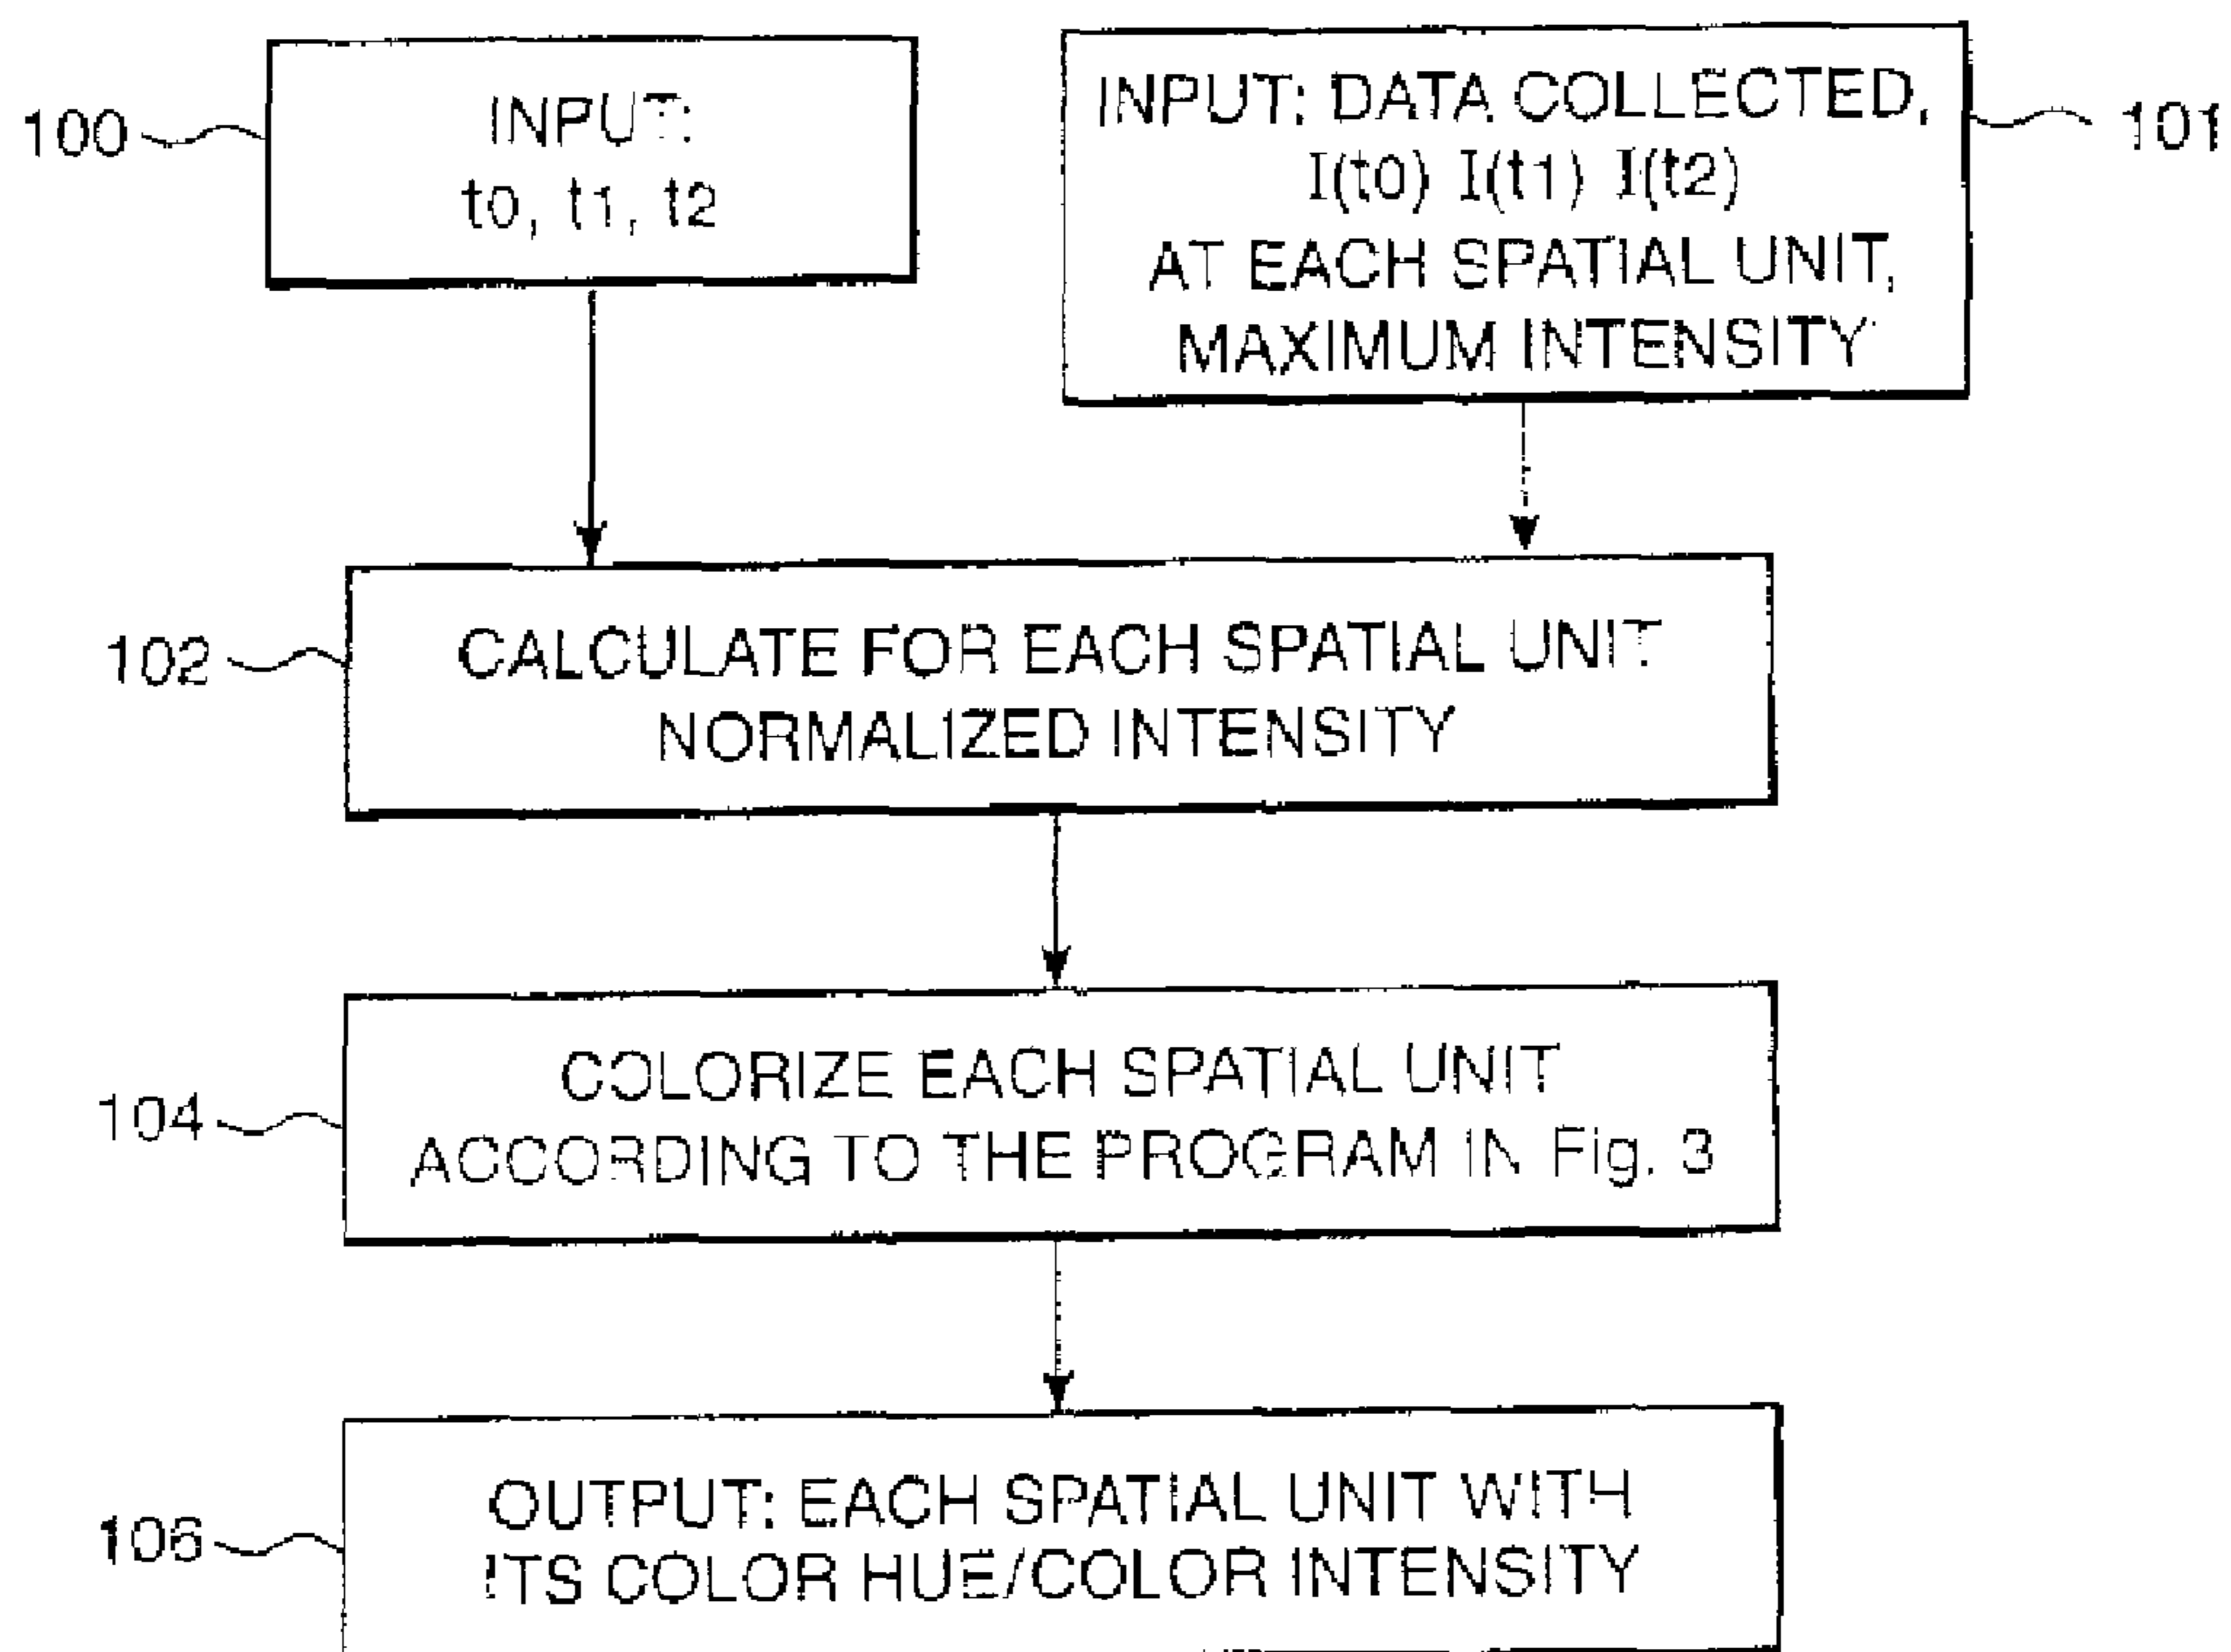 100
INPUT:
t0, t1, t2
INPUT: DATA COLLECTED,
I(t0) I(t1) I(t2)
AT EACH SPATIAL UNIT,
MAXIMUM INTENSITY
101
102
CALCULATE FOR EACH SPATIAL UNIT
NORMALIZED INTENSITY
104
COLORIZE EACH SPATIAL UNIT
ACCORDING TO THE PROGRAM IN Fig. 3
106
OUTPUT: EACH SPATIAL UNIT WITH
ITS COLOR HUE/COLOR INTENSITY